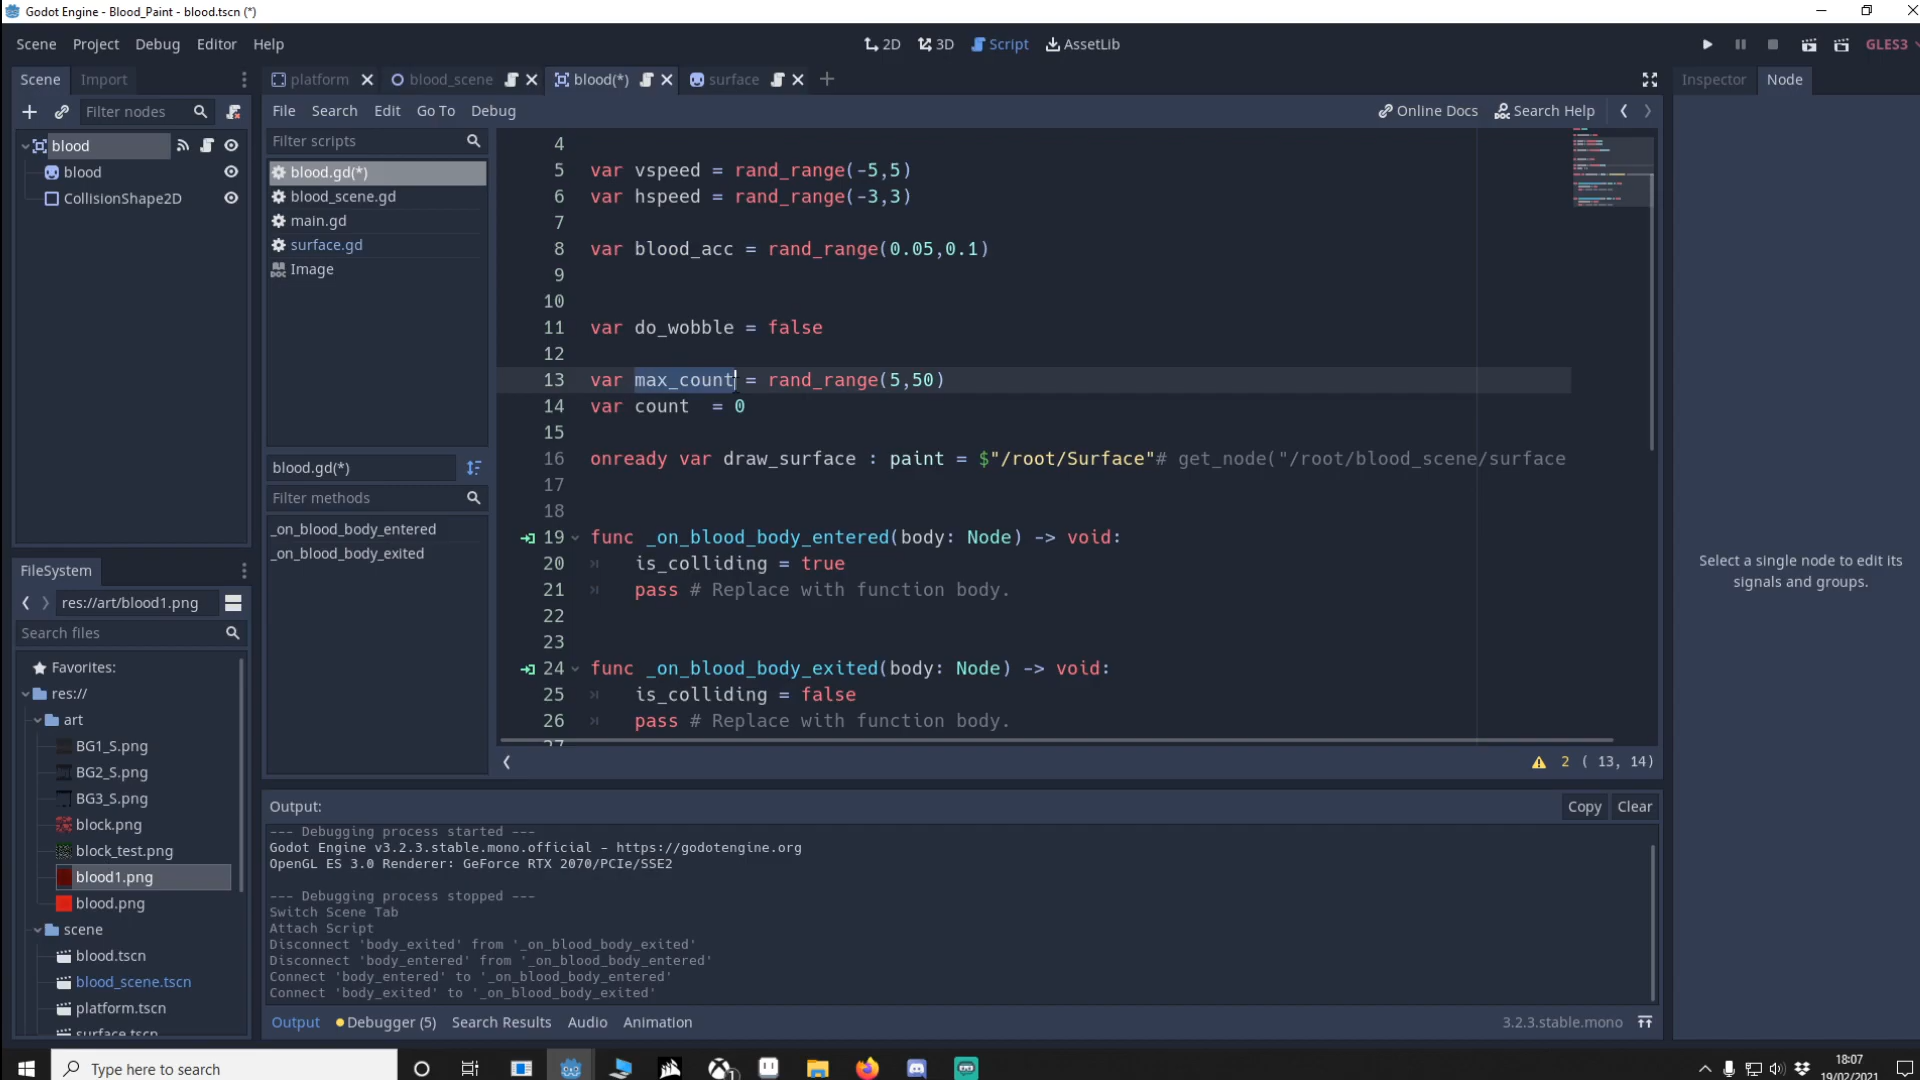 Godot Engine - Blood_Paint - blood.tscn (*)
Scene Project Debug Editor Help
2D 3D Script AssetLib
GLES3
Scene Import
platform blood_scene blood(*) surface
Inspector Node
Filter nodes
File Search Edit Go To Debug
Online Docs Search Help
blood
blood
CollisionShape2D
Filter scripts
blood.gd(*)
blood_scene.gd
main.gd
surface.gd
Image
blood.gd(*)
Filter methods
_on_blood_body_entered
_on_blood_body_exited
4
5 var vspeed = rand_range(-5,5)
6 var hspeed = rand_range(-3,3)
7
8 var blood_acc = rand_range(0.05,0.1)
9
10
11 var do_wobble = false
12
13 var max_count = rand_range(5,50)
14 var count  = 0
15
16 onready var draw_surface : paint = $"/root/Surface"# get_node("/root/blood_scene/surface
17
18
19 func _on_blood_body_entered(body: Node) -> void:
20 is_colliding = true
21 pass # Replace with function body.
22
23
24 func _on_blood_body_exited(body: Node) -> void:
25 is_colliding = false
26 pass # Replace with function body.
27
2 ( 13, 14)
Select a single node to edit its
signals and groups.
FileSystem
res://art/blood1.png
Search files
Favorites:
res://
art
BG1_S.png
BG2_S.png
BG3_S.png
block.png
block_test.png
blood1.png
blood.png
scene
blood.tscn
blood_scene.tscn
platform.tscn
surface.tscn
Output:
Copy Clear
--- Debugging process started ---
Godot Engine v3.2.3.stable.mono.official - https://godotengine.org
OpenGL ES 3.0 Renderer: GeForce RTX 2070/PCIe/SSE2
--- Debugging process stopped ---
Switch Scene Tab
Attach Script
Disconnect 'body_exited' from '_on_blood_body_exited'
Disconnect 'body_entered' from '_on_blood_body_entered'
Connect 'body_entered' to '_on_blood_body_entered'
Connect 'body_exited' to '_on_blood_body_exited'
Output Debugger (5) Search Results Audio Animation
3.2.3.stable.mono
Type here to search
1
18:07
19/02/2021